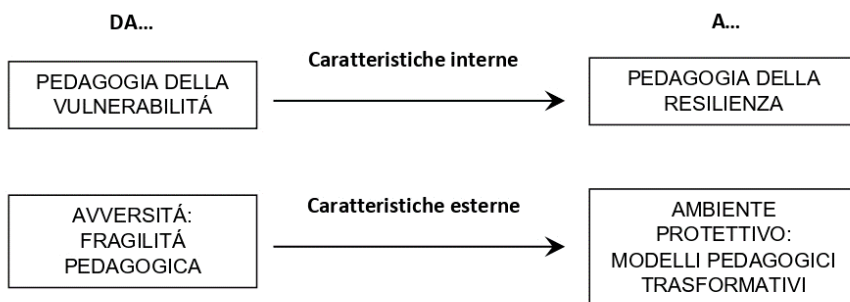 DA...
A...
Caratteristiche interne
PEDAGOGIA DELLA
VULNERABILITÁ
PEDAGOGIA DELLA
RESILIENZA
Caratteristiche esterne
AVVERSITÁ:
FRAGILITÁ
PEDAGOGICA
AMBIENTE
PROTETTIVO:
MODELLI PEDAGOGICI
TRASFORMATIVI